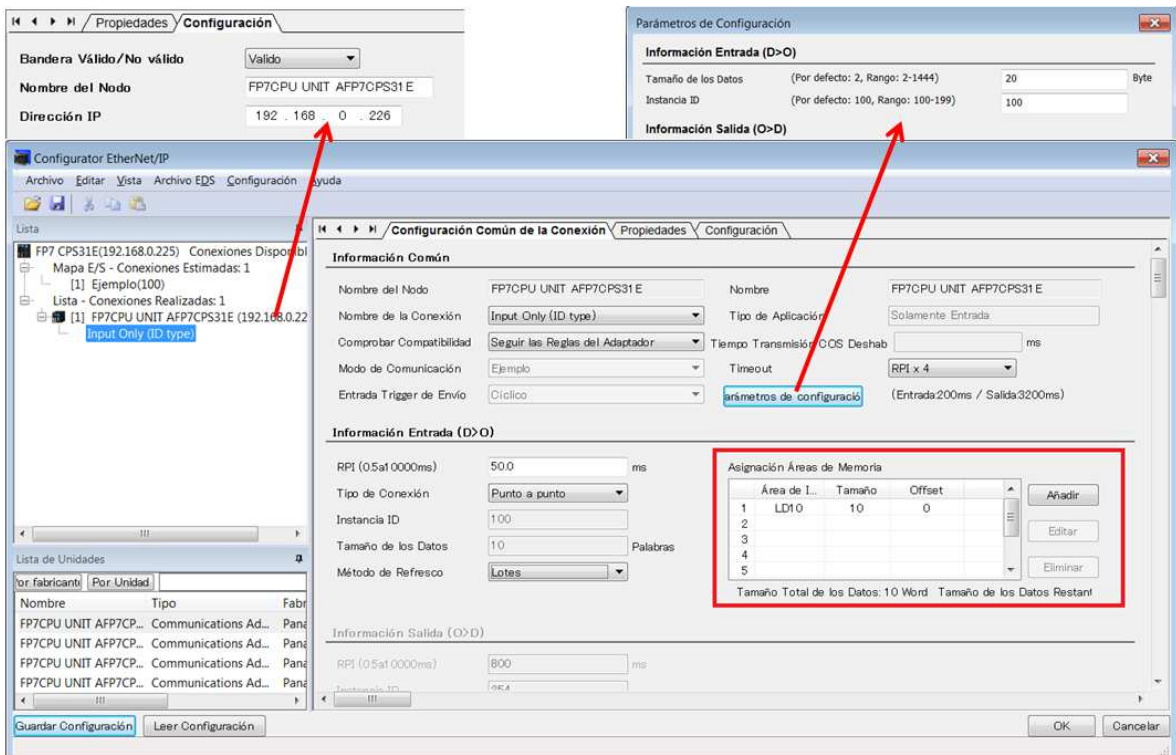 Propiedades Configuración
Bandera Válido/No válido Valido
Nombre del Nodo FP7CPU UNIT AFP7CPS31E
Dirección IP 192 . 168 . 0 . 226
Parámetros de Configuración
Información Entrada (D>O)
Tamaño de los Datos (Por defecto: 2, Rango: 2-1444) 20 Byte
Instancia ID (Por defecto: 100, Rango: 100-199) 100
Información Salida (O>D)
Configurator EtherNet/IP
Archivo Editar Vista Archivo EDS Configuración Ayuda
Lista
FP7 CPS31E(192.168.0.225) Conexiones Disponibl
Mapa E/S - Conexiones Estimadas: 1
[1] Ejemplo(100)
Lista - Conexiones Realizadas: 1
[1] FP7CPU UNIT AFP7CPS31E (192.168.0.22
Input Only (ID type)
Lista de Unidades
or fabricant Por Unidad
Nombre Tipo Fabr
FP7CPU UNIT AFP7CP... Communications Ad... Pana
FP7CPU UNIT AFP7CP... Communications Ad... Pana
FP7CPU UNIT AFP7CP... Communications Ad... Pana
FP7CPU UNIT AFP7CP... Communications Ad... Pana
Configuración Común de la Conexión Propiedades Configuración
Información Común
Nombre del Nodo FP7CPU UNIT AFP7CPS31E Nombre FP7CPU UNIT AFP7CPS31E
Nombre de la Conexión Input Only (ID type) Tipo de Aplicación Solamente Entrada
Comprobar Compatibilidad Seguir las Reglas del Adaptador Tiempo Transmisión COS Deshab ms
Modo de Comunicación Ejemplo Timeout RPI x 4
Entrada Trigger de Envío Cíclico arámetros de configuració (Entrada:200ms / Salida:3200ms)
Información Entrada (D>O)
RPI (0.5a10000ms) 50.0 ms
Tipo de Conexión Punto a punto
Instancia ID 100
Tamaño de los Datos 10 Palabras
Método de Refresco Lotes
Asignación Áreas de Memoria
Área de I... Tamaño Offset
1 LD10 10 0
2
3
4
5
Añadir
Editar
Eliminar
Tamaño Total de los Datos: 10 Word Tamaño de los Datos Restant
Información Salida (O>D)
RPI (0.5a10000ms) 800 ms
Instancia ID 254
Guardar Configuración Leer Configuración OK Cancelar